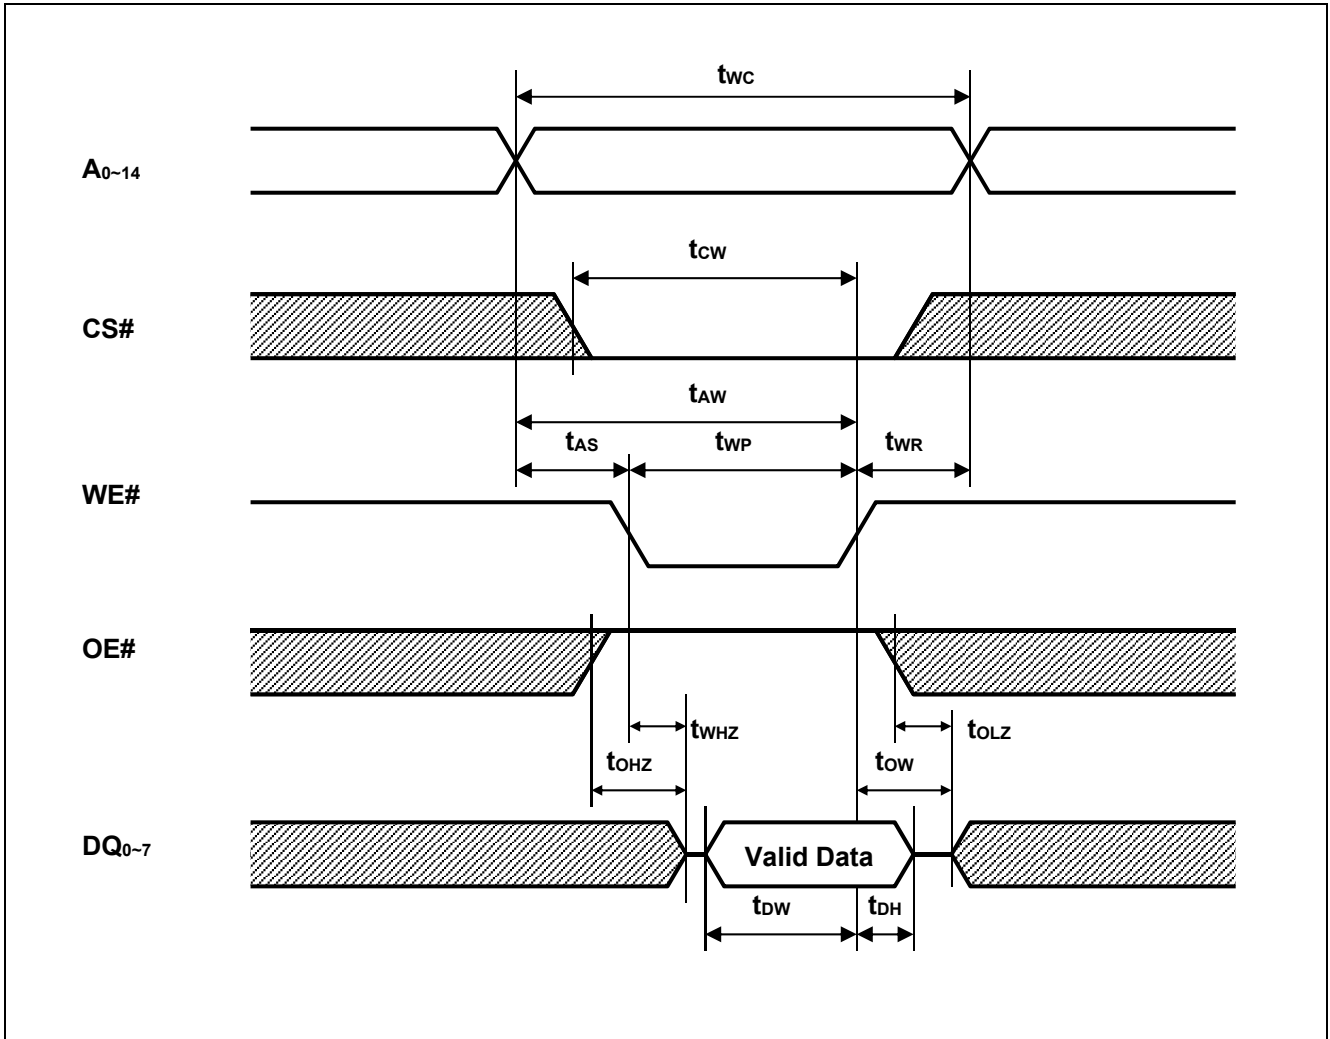 tWC
A0~14
tCW
CS#
tAW
tAS tWP tWR
WE#
OE#
tWHZ tOLZ
tOHZ tOW
DQ0~7
Valid Data
tDW tDH